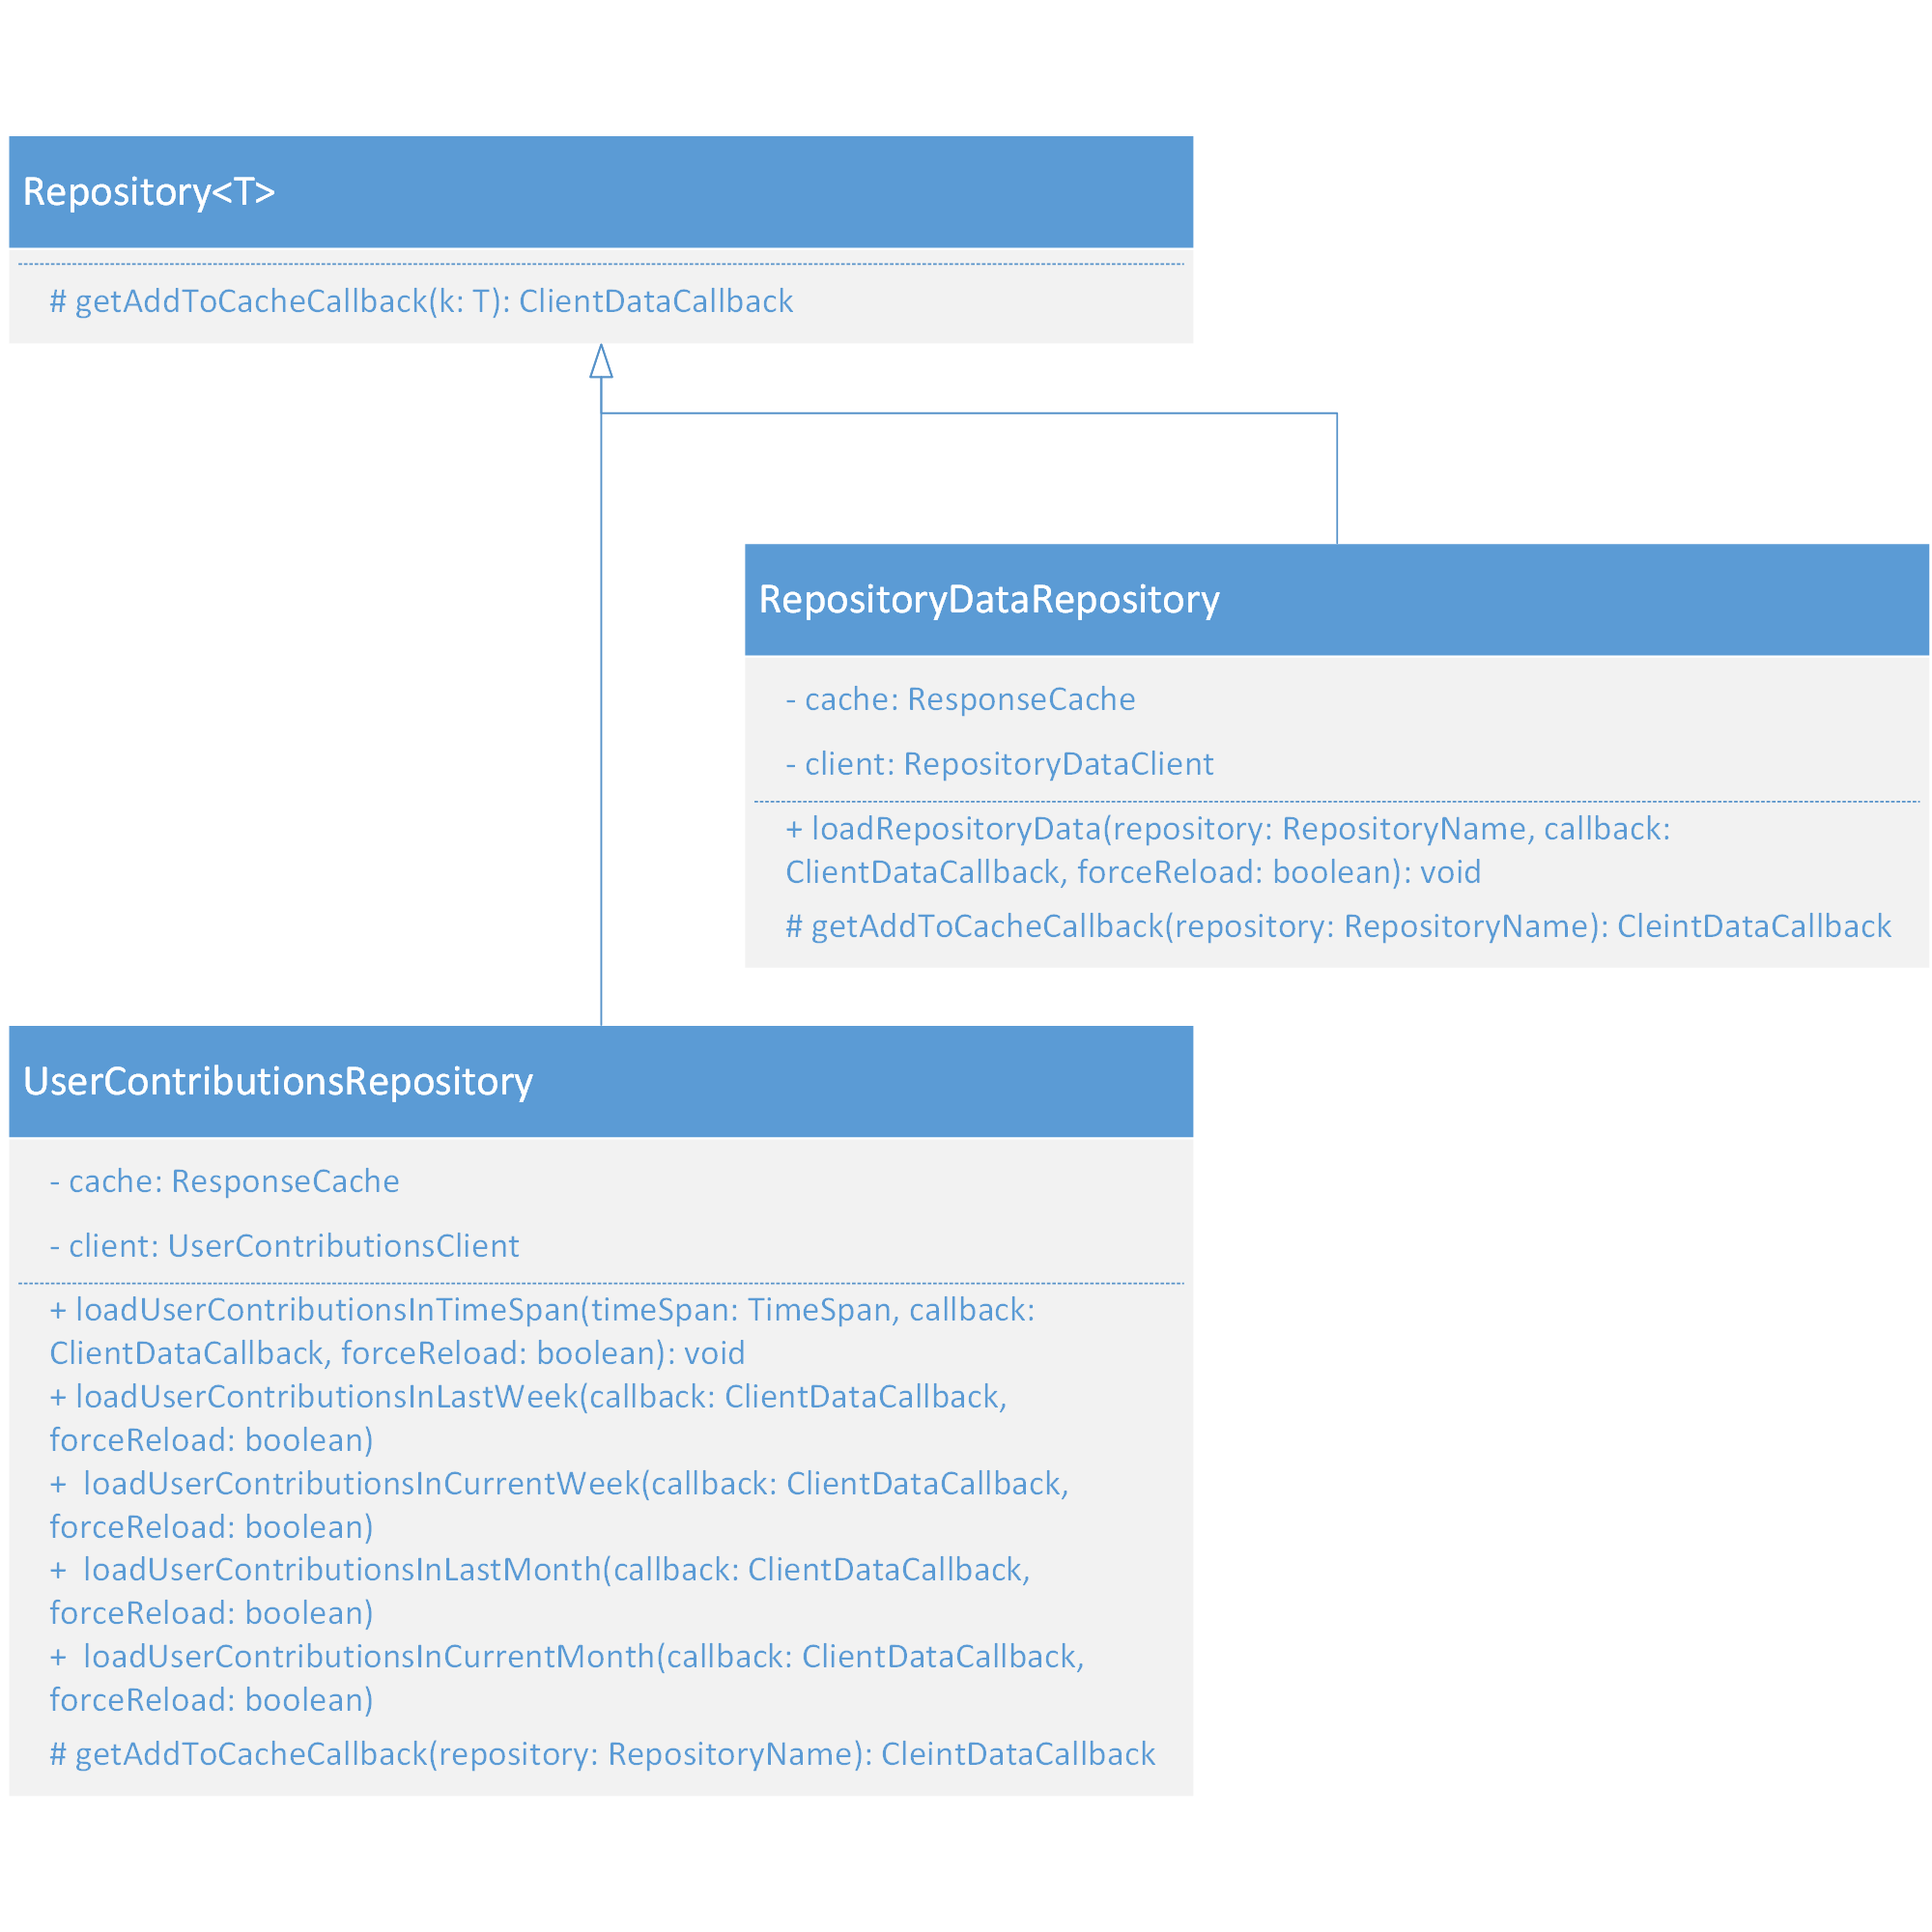 Repository<T>
# getAddToCacheCallback(k: T): ClientDataCallback
RepositoryDataRepository
- cache: ResponseCache
- client: RepositoryDataClient
+ loadRepositoryData(repository: RepositoryName, callback:
ClientDataCallback, forceReload: boolean): void
# getAddToCacheCallback(repository: RepositoryName): CleintDataCallback
UserContributionsRepository
- cache: ResponseCache
- client: UserContributionsClient
+ loadUserContributionsInTimeSpan(timeSpan: TimeSpan, callback:
ClientDataCallback, forceReload: boolean): void
+ loadUserContributionsInLastWeek(callback: ClientDataCallback,
forceReload: boolean)
+  loadUserContributionsInCurrentWeek(callback: ClientDataCallback,
forceReload: boolean)
+  loadUserContributionsInLastMonth(callback: ClientDataCallback,
forceReload: boolean)
+  loadUserContributionsInCurrentMonth(callback: ClientDataCallback,
forceReload: boolean)
# getAddToCacheCallback(repository: RepositoryName): CleintDataCallback